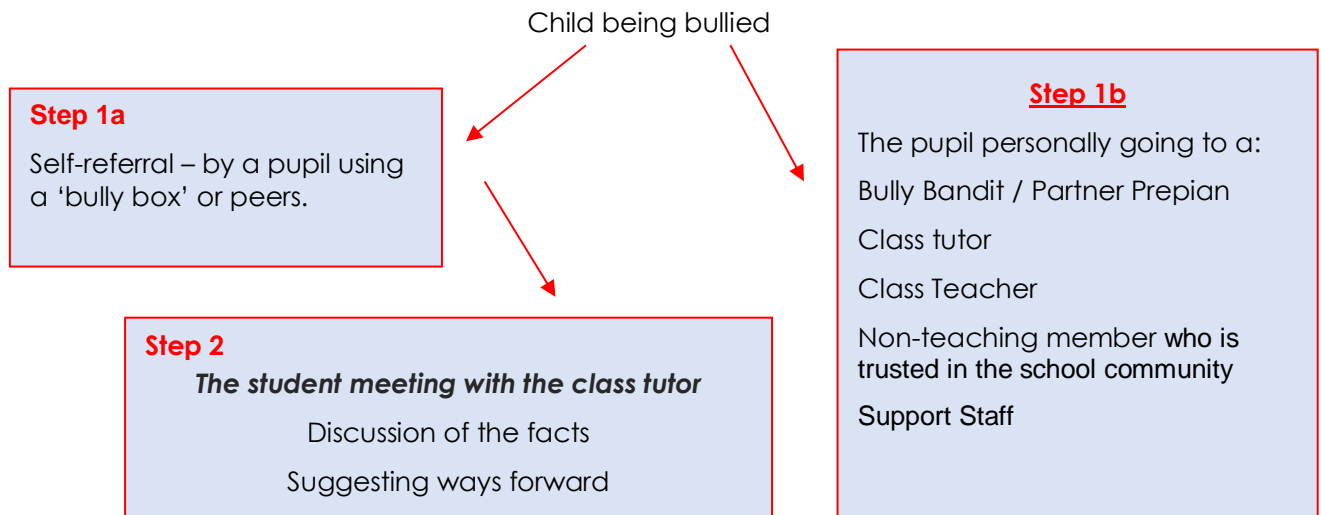 Child being bullied
Step 1a
Self-referral – by a pupil using
a ‘bully box’ or peers.
Step 1b
The pupil personally going to a:
Bully Bandit / Partner Prepian
Class tutor
Class Teacher
Non-teaching member who is
trusted in the school community
Support Staff
Step 2
The student meeting with the class tutor
Discussion of the facts
Suggesting ways forward